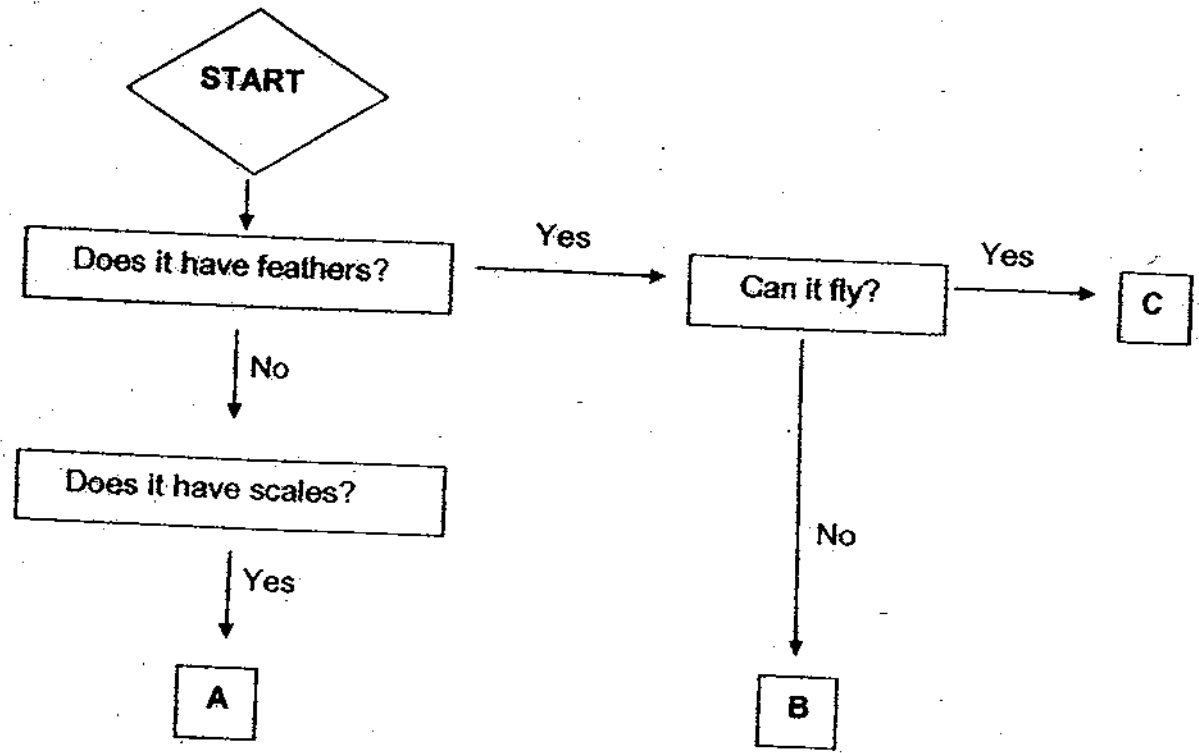 START
Does it have feathers?
Yes
Can it fly?
Yes
C
No
Does it have scales?
No
Yes
A
B